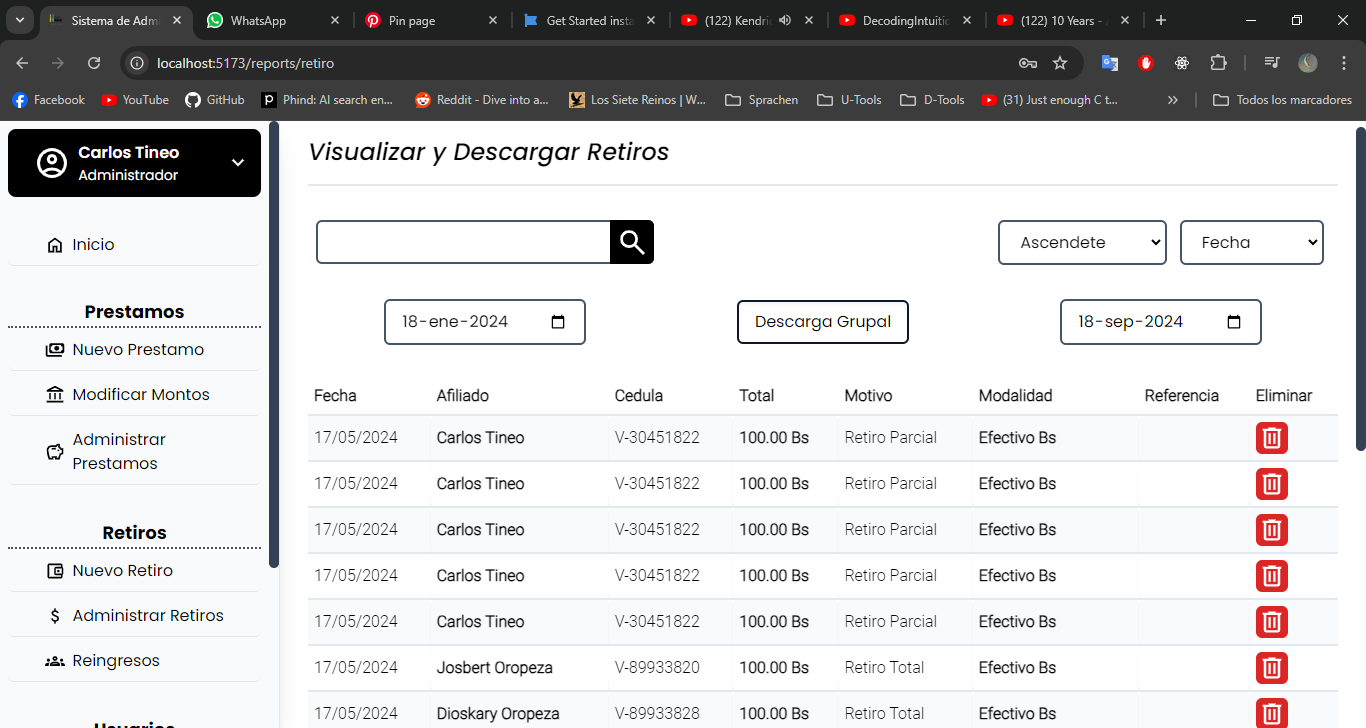 Sistema de Admi
WhatsApp
Pin page
Get Started insta
(122) Kendric
DecodingIntuitic
(122) 10 Years - A
localhost:5173/reports/retiro
Facebook
YouTube
GitHub
Phind: AI search en...
Reddit - Dive into a...
Los Siete Reinos | W...
Sprachen
U-Tools
D-Tools
(31) Just enough C t...
Todos los marcadores
Carlos Tineo
Administrador
Inicio
Prestamos
Nuevo Prestamo
Modificar Montos
Administrar
Prestamos
Retiros
Nuevo Retiro
Administrar Retiros
Reingresos
Usuarios
Visualizar y Descargar Retiros
Ascendete
Fecha
18-ene-2024
Descarga Grupal
18-sep-2024
Fecha Afiliado Cedula Total Motivo Modalidad Referencia Eliminar
17/05/2024 Carlos Tineo V-30451822 100.00 Bs Retiro Parcial Efectivo Bs
17/05/2024 Carlos Tineo V-30451822 100.00 Bs Retiro Parcial Efectivo Bs
17/05/2024 Carlos Tineo V-30451822 100.00 Bs Retiro Parcial Efectivo Bs
17/05/2024 Carlos Tineo V-30451822 100.00 Bs Retiro Parcial Efectivo Bs
17/05/2024 Carlos Tineo V-30451822 100.00 Bs Retiro Parcial Efectivo Bs
17/05/2024 Josbert Oropeza V-89933820 100.00 Bs Retiro Total Efectivo Bs
17/05/2024 Dioskary Oropeza V-89933828 100.00 Bs Retiro Total Efectivo Bs